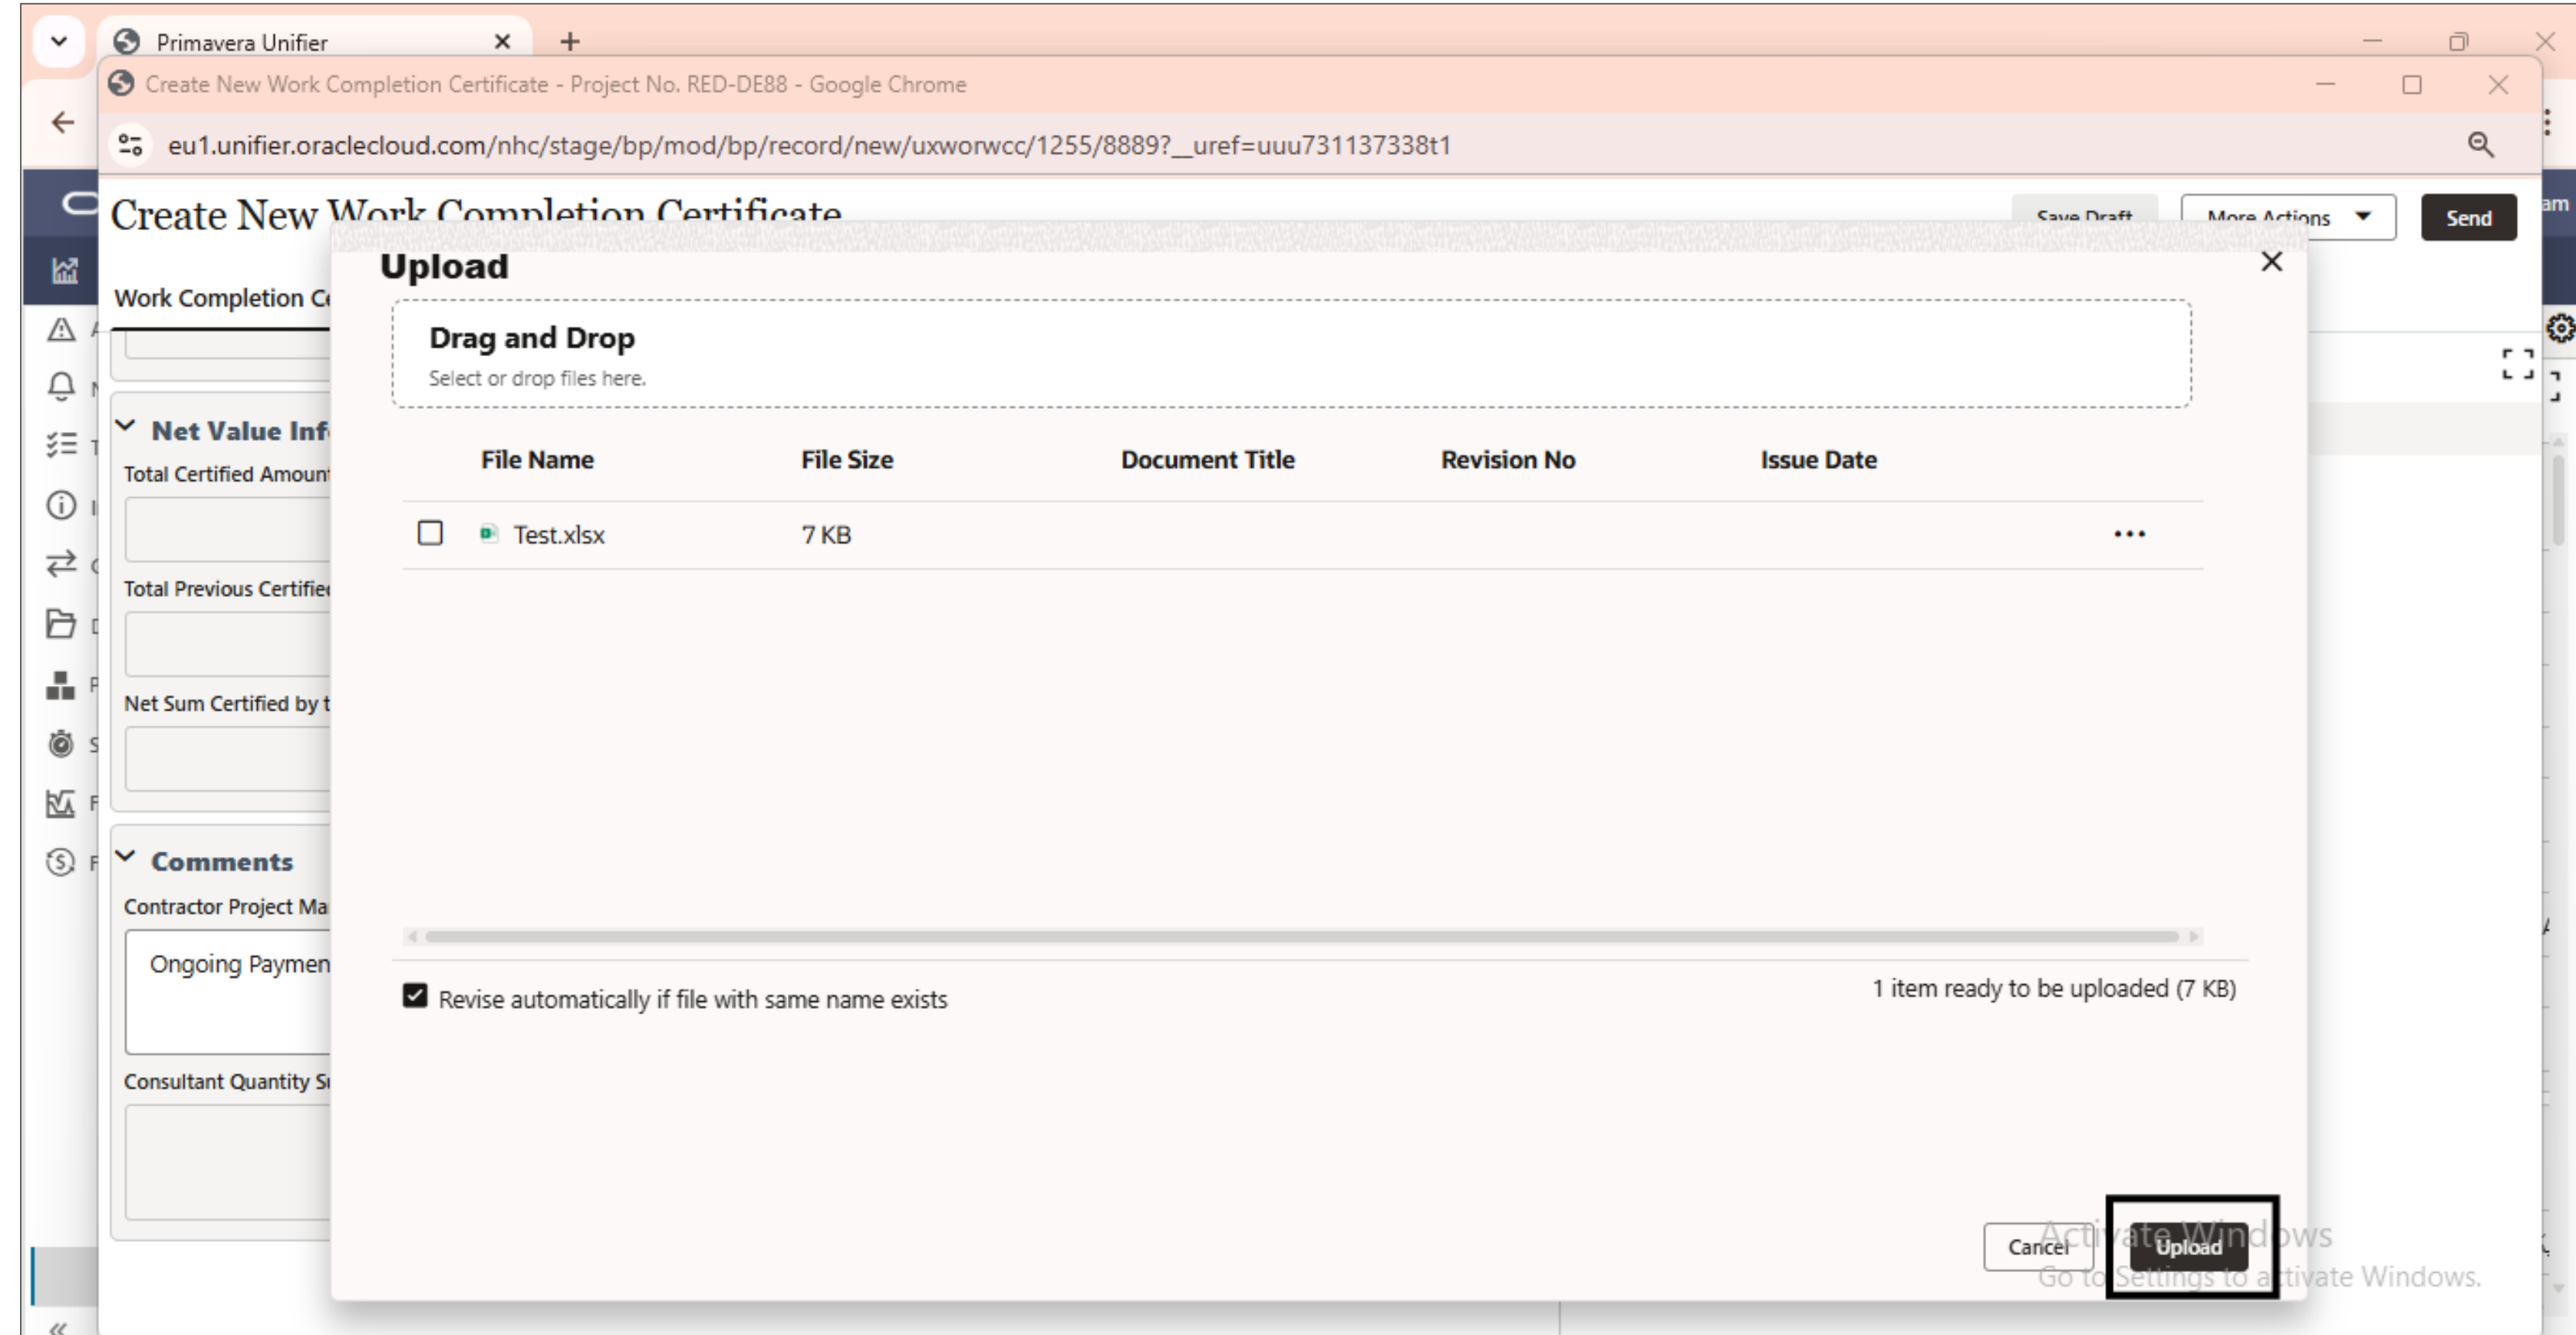 Primavera Unifier
Create New Work Completion Certificate - Project No. RED-DE88 - Google Chrome
eu1.unifier.oraclecloud.com/nhc/stage/bp/mod/bp/record/new/uxworwcc/1255/8889?__uref=uuu731137338t1
Create New Work Completion Certificate
Save Draft
More Actions
Send
am
Upload
Work Completion Ce
Drag and Drop
Select or drop files here.
Net Value Inf
Total Certified Amount
File Name File Size Document Title Revision No Issue Date
Test.xlsx 7 KB
Total Previous Certified
Net Sum Certified by t
Comments
Contractor Project Ma
Ongoing Paymen
Revise automatically if file with same name exists
1 item ready to be uploaded (7 KB)
Consultant Quantity Su
Cancel
Upload
Activate Windows
Go to Settings to activate Windows.